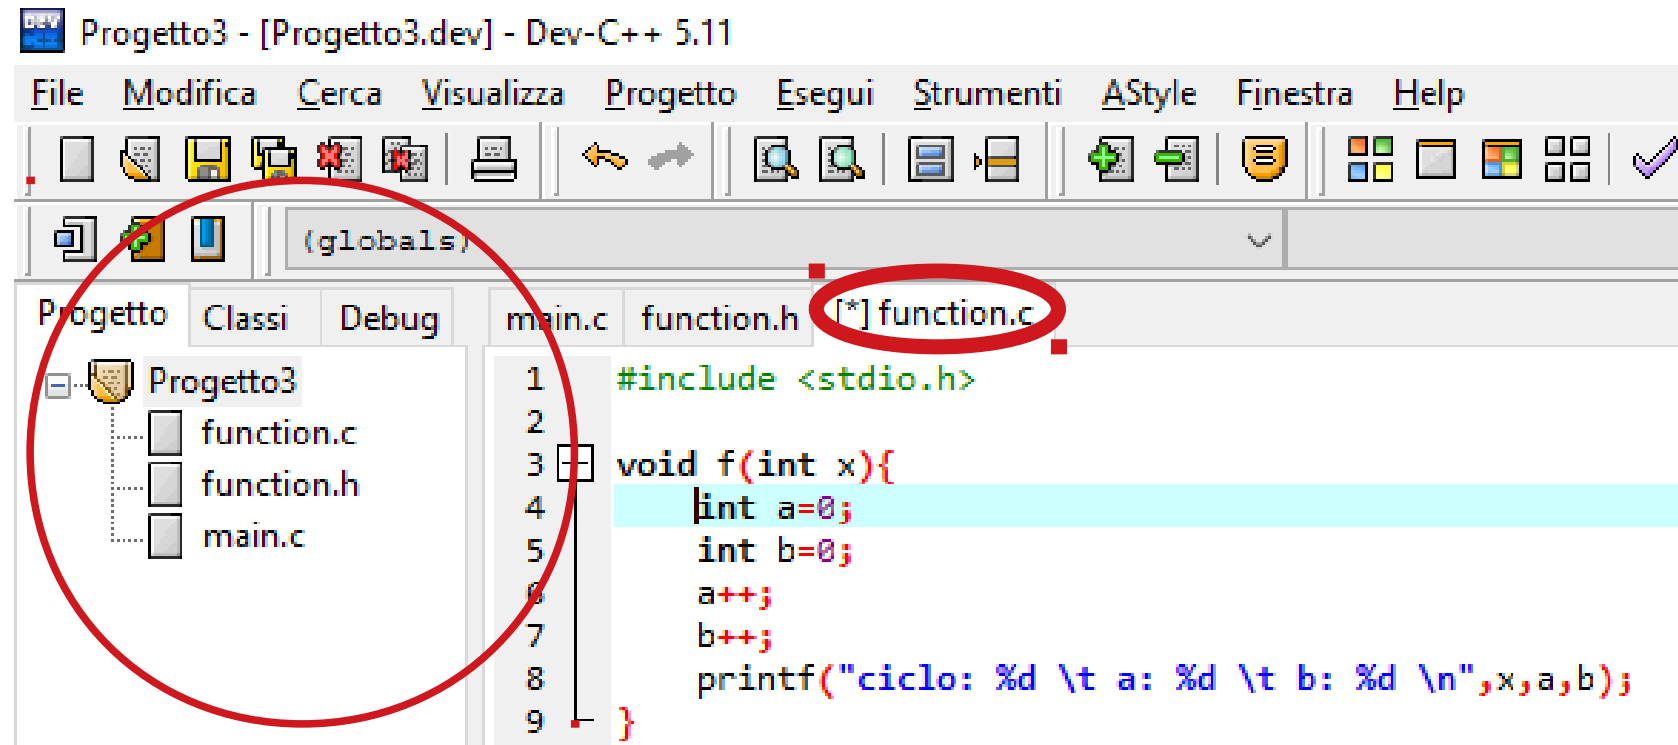 Progetto3 - [Progetto3.dev] - Dev-C++ 5.11
File Modifica Cerca Visualizza Progetto Esegui Strumenti AStyle Finestra Help
(globals)
Progetto Classi Debug
main.c function.h [*] function.c
Progetto3
function.c
function.h
main.c
1 #include <stdio.h>
2
3 void f(int x){
4 int a=0;
5 int b=0;
6 a++;
7 b++;
8 printf("ciclo: %d \t a: %d \t b: %d \n",x,a,b);
9 }